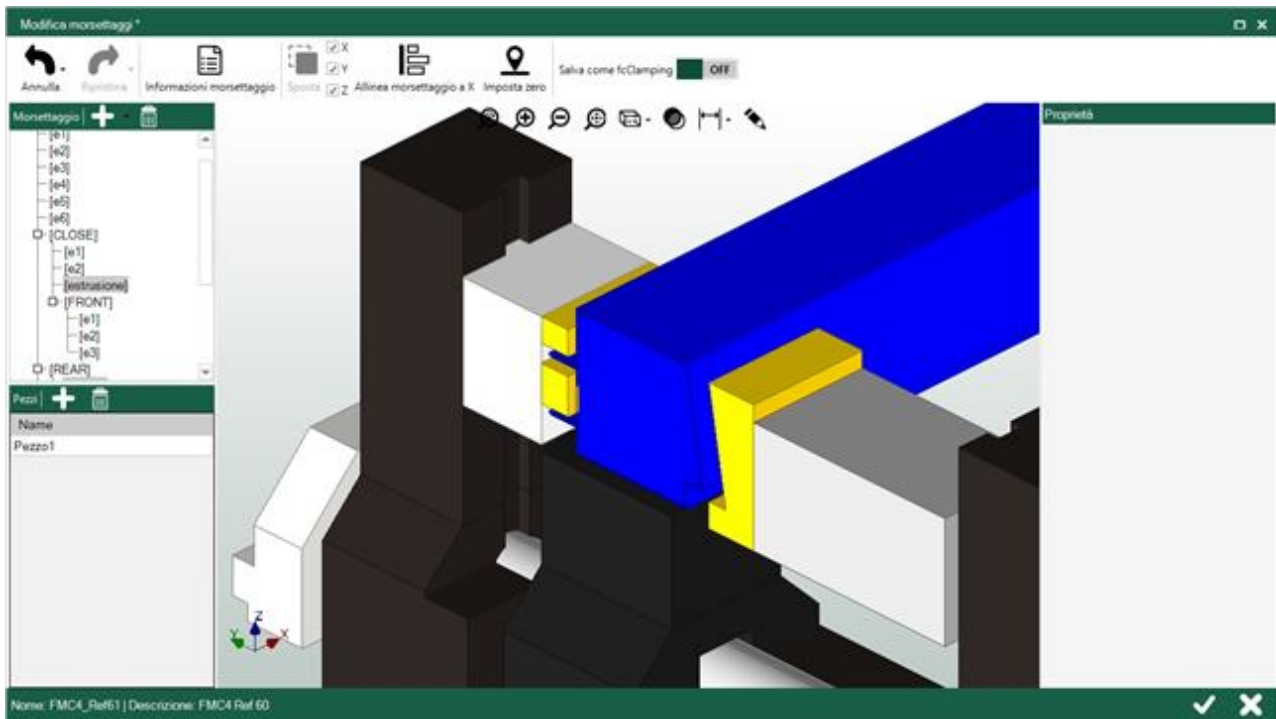 Modifica morsettaggi *
X
Y
Z
Annulla
Ripristina
Informazioni morsettaggio
Sposta
Allinea morsettaggio a X
Imposta zero
Salva come fcClamping
OFF
Morsettaggio
Proprietà
[e1]
[e2]
[e3]
[e4]
[e5]
[e6]
[CLOSE]
[e1]
[e2]
[estrusione]
[FRONT]
[e1]
[e2]
[e3]
[REAR]
Pezzi
Name
Pezzo1
Z
Y
X
Nome: FMC4_Ref61 | Descrizione: FMC4 Ref 60